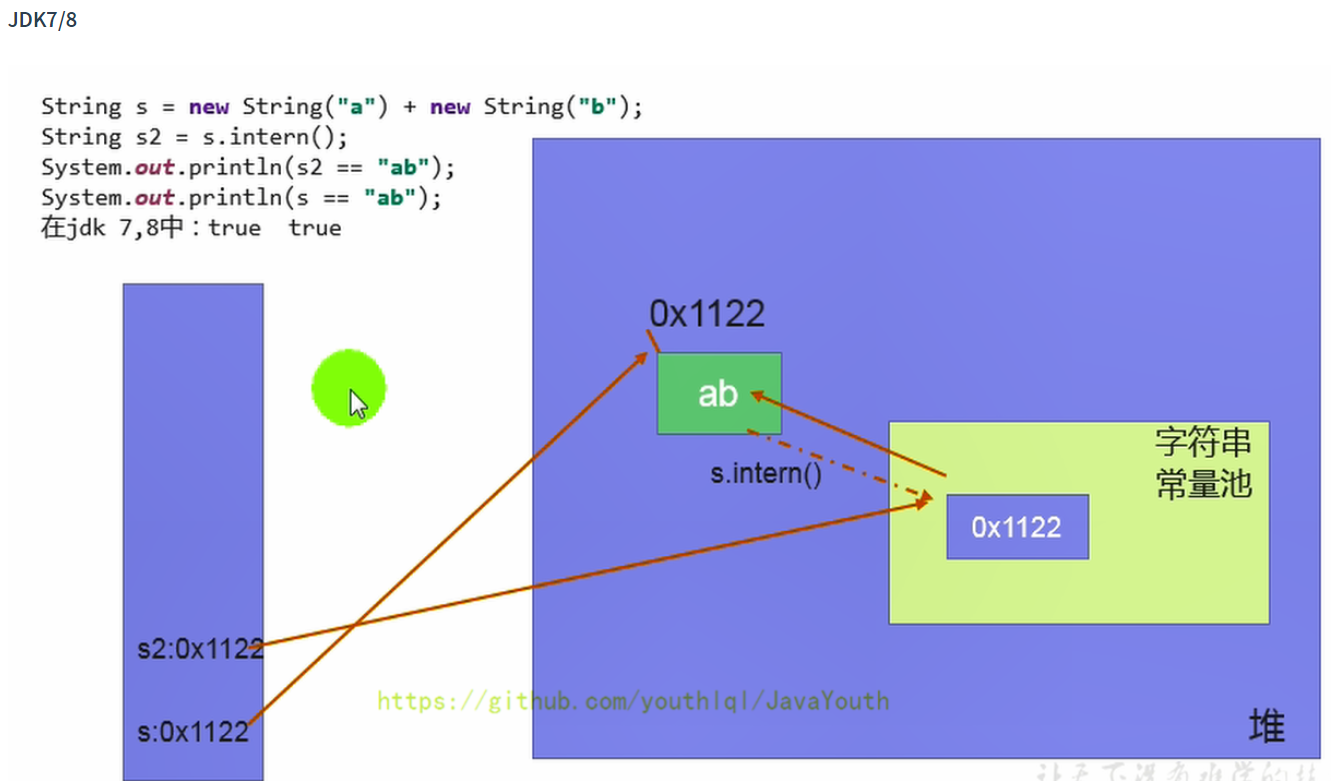 JDK7/8
String s = new String("a") + new String("b");
String s2 = s.intern();
System.out.println(s2 == "ab");
System.out.println(s == "ab");
在jdk 7,8中：true  true
0x1122
ab
s.intern()
字符串
常量池
0x1122
s2:0x1122
s:0x1122
https://github.com/youthlql/JavaYouth
堆